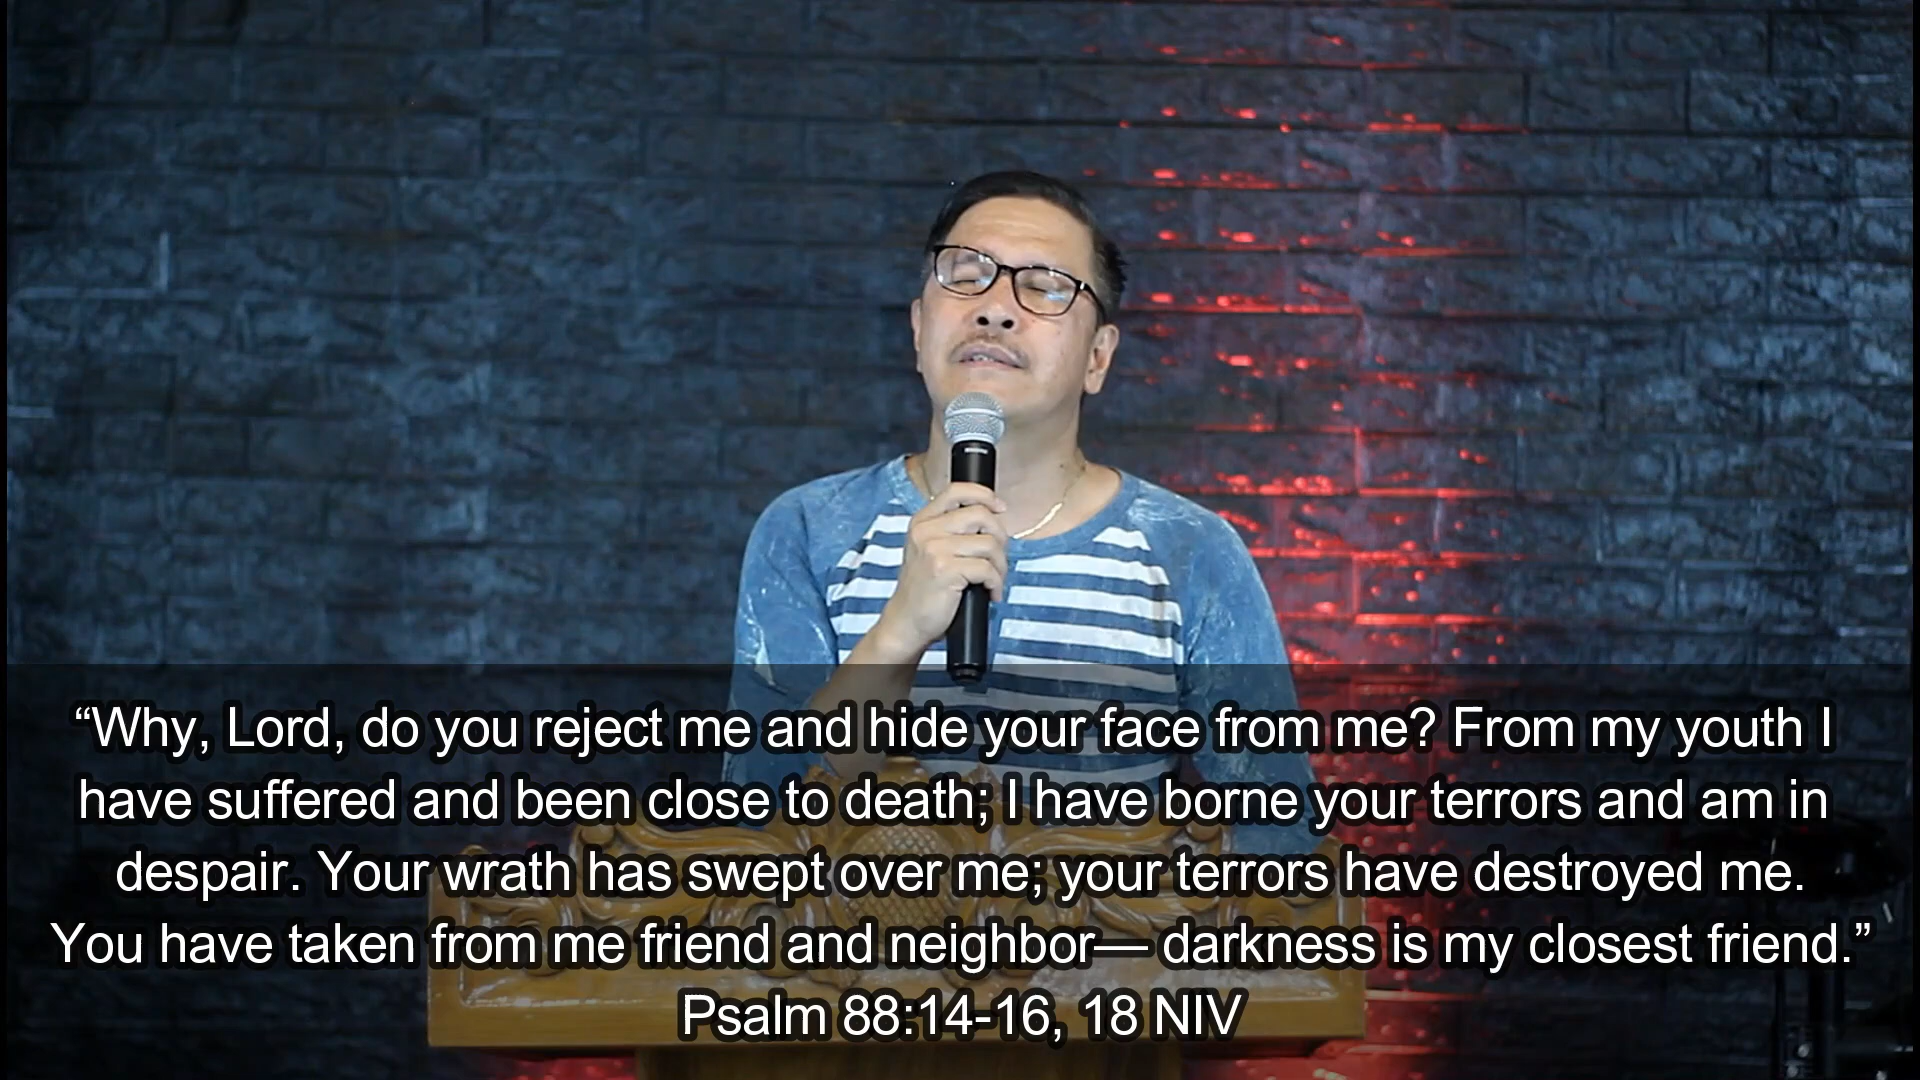 “Why, Lord, do you reject me and hide your face from me? From my youth I
have suffered and been close to death; I have borne your terrors and am in
despair. Your wrath has swept over me; your terrors have destroyed me.
You have taken from me friend and neighbor— darkness is my closest friend.”
Psalm 88:14-16, 18 NIV